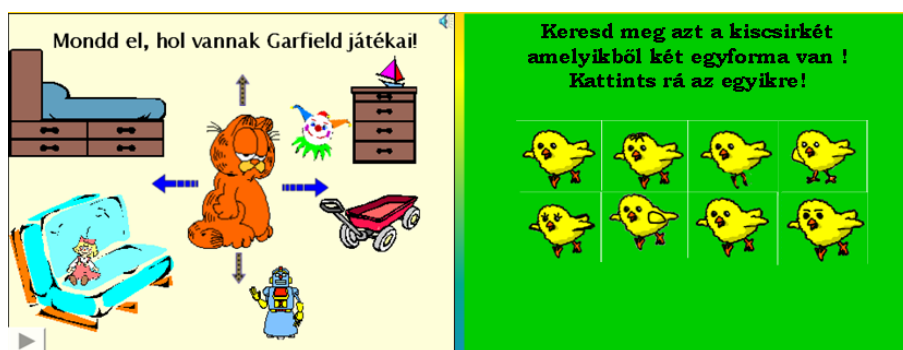 Mondd el, hol vannak Garfield játékai!
Keresd meg azt a kiscsirkét
amelyikből két egyforma van !
Kattints rá az egyikre!